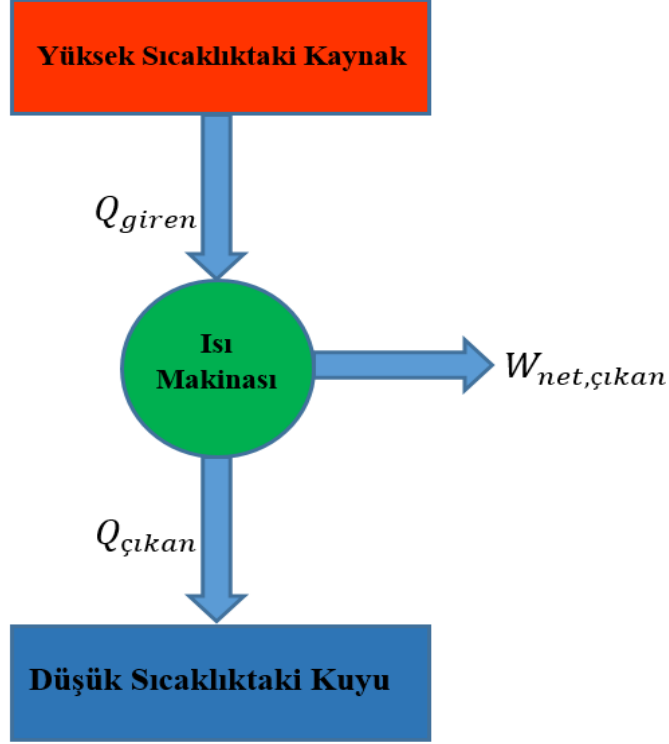 Yüksek Sıcaklıktaki Kaynak
Q_giren
Isı
Makinası
W_net,çıkan
Q_çıkan
Düşük Sıcaklıktaki Kuyu